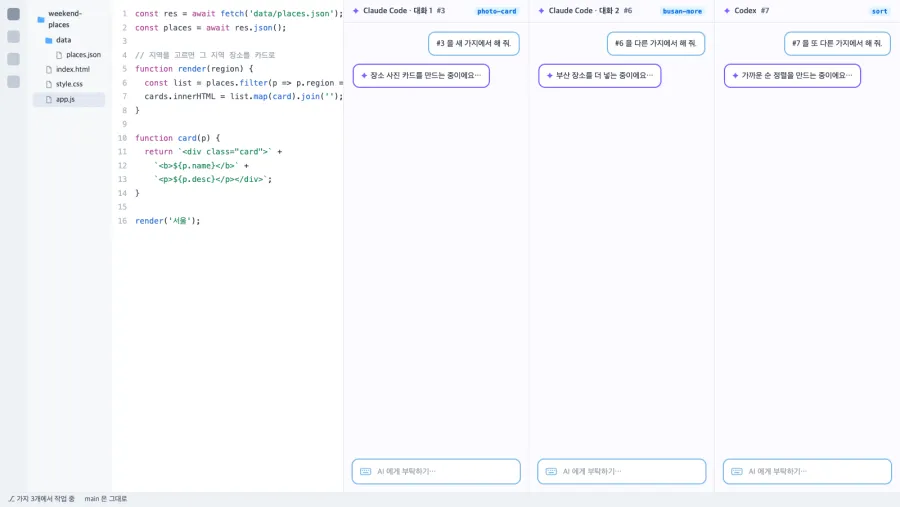 weekend-
places
data
places.json
index.html
style.css
app.js
1 const res = await fetch('data/places.json');
2 const places = await res.json();
3
4 // 지역을 고르면 그 지역 장소를 카드로
5 function render(region) {
6 const list = places.filter(p => p.region =
7 cards.innerHTML = list.map(card).join('');
8 }
9
10 function card(p) {
11 return `<div class="card">` +
12 `<b>${p.name}</b>` +
13 `<p>${p.desc}</p></div>`;
14 }
15
16 render('서울');
Claude Code · 대화 1 #3 photo-card
#3 을 새 가지에서 해 줘.
장소 사진 카드를 만드는 중이에요…
AI 에게 부탁하기…
Claude Code · 대화 2 #6 busan-more
#6 을 다른 가지에서 해 줘.
부산 장소를 더 넣는 중이에요…
AI 에게 부탁하기…
Codex #7 sort
#7 을 또 다른 가지에서 해 줘.
가까운 순 정렬을 만드는 중이에요…
AI 에게 부탁하기…
가지 3개에서 작업 중 main 은 그대로